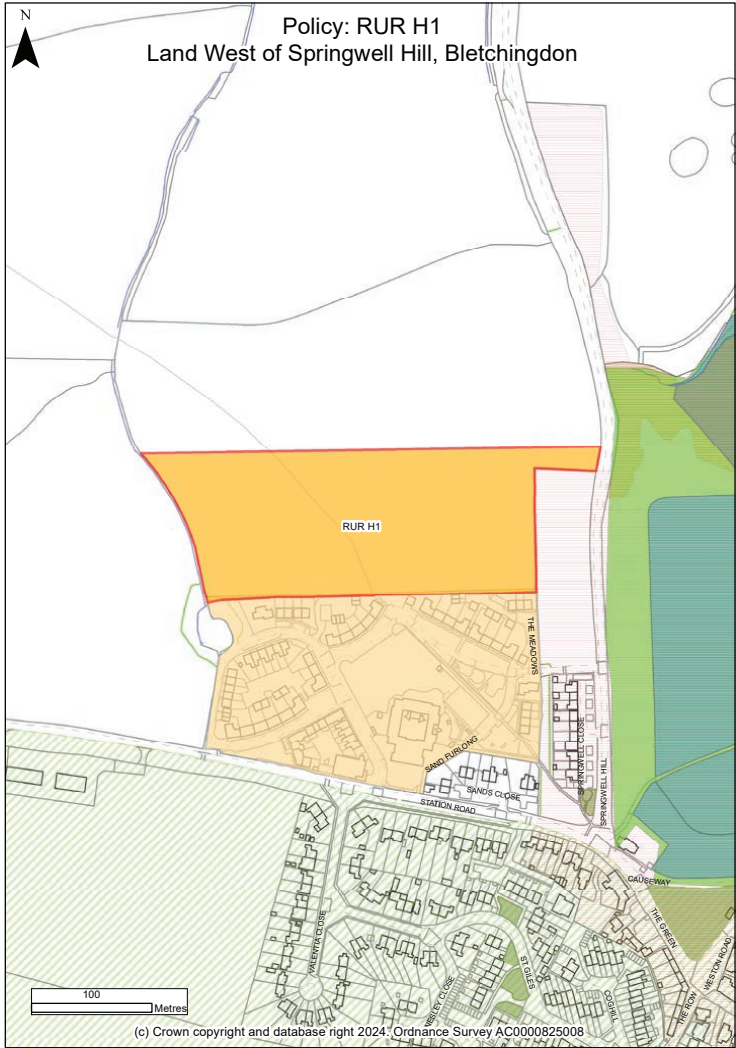 N
Policy: RUR H1
Land West of Springwell Hill, Bletchingdon
RUR H1
THE MEADOWS
SAND FURLONG
SPRINGWELL CLOSE
SPRINGWELL HILL
SANDS CLOSE
STATION ROAD
CAUSEWAY
THE GREEN
VALENTIA CLOSE
WESTON ROAD
ST GILES
NESLEY CLOSE
COGHILL
THE ROW
100
Metres
(c) Crown copyright and database right 2024. Ordnance Survey AC0000825008